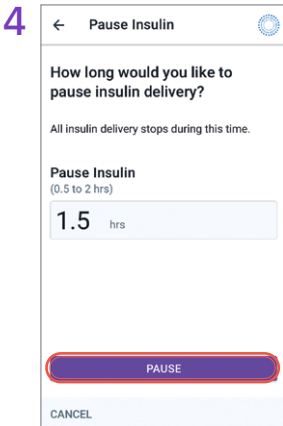 4
Pause Insulin
How long would you like to
pause insulin delivery?
All insulin delivery stops during this time.
Pause Insulin
(0.5 to 2 hrs)
1.5 hrs
PAUSE
CANCEL